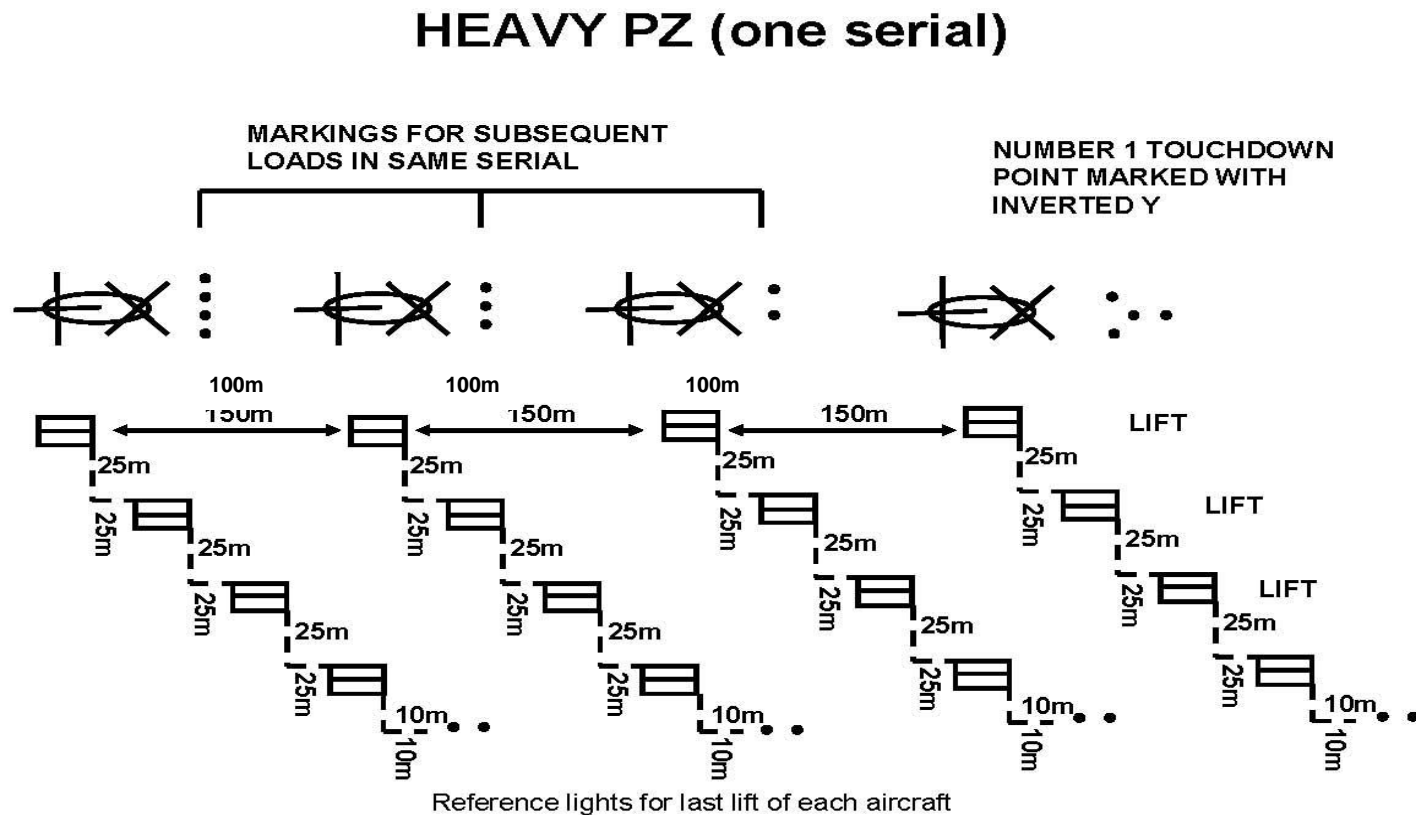 HEAVY PZ (one serial)
MARKINGS FOR SUBSEQUENT
LOADS IN SAME SERIAL
NUMBER 1 TOUCHDOWN
POINT MARKED WITH
INVERTED Y
100m
100m
100m
150m
150m
150m
LIFT
25m
25m
25m
25m
25m
25m
25m
25m
LIFT
25m
25m
25m
25m
25m
25m
25m
25m
LIFT
25m
25m
25m
25m
25m
25m
25m
25m
10m
10m
10m
10m
10m
10m
10m
10m
Reference lights for last lift of each aircraft